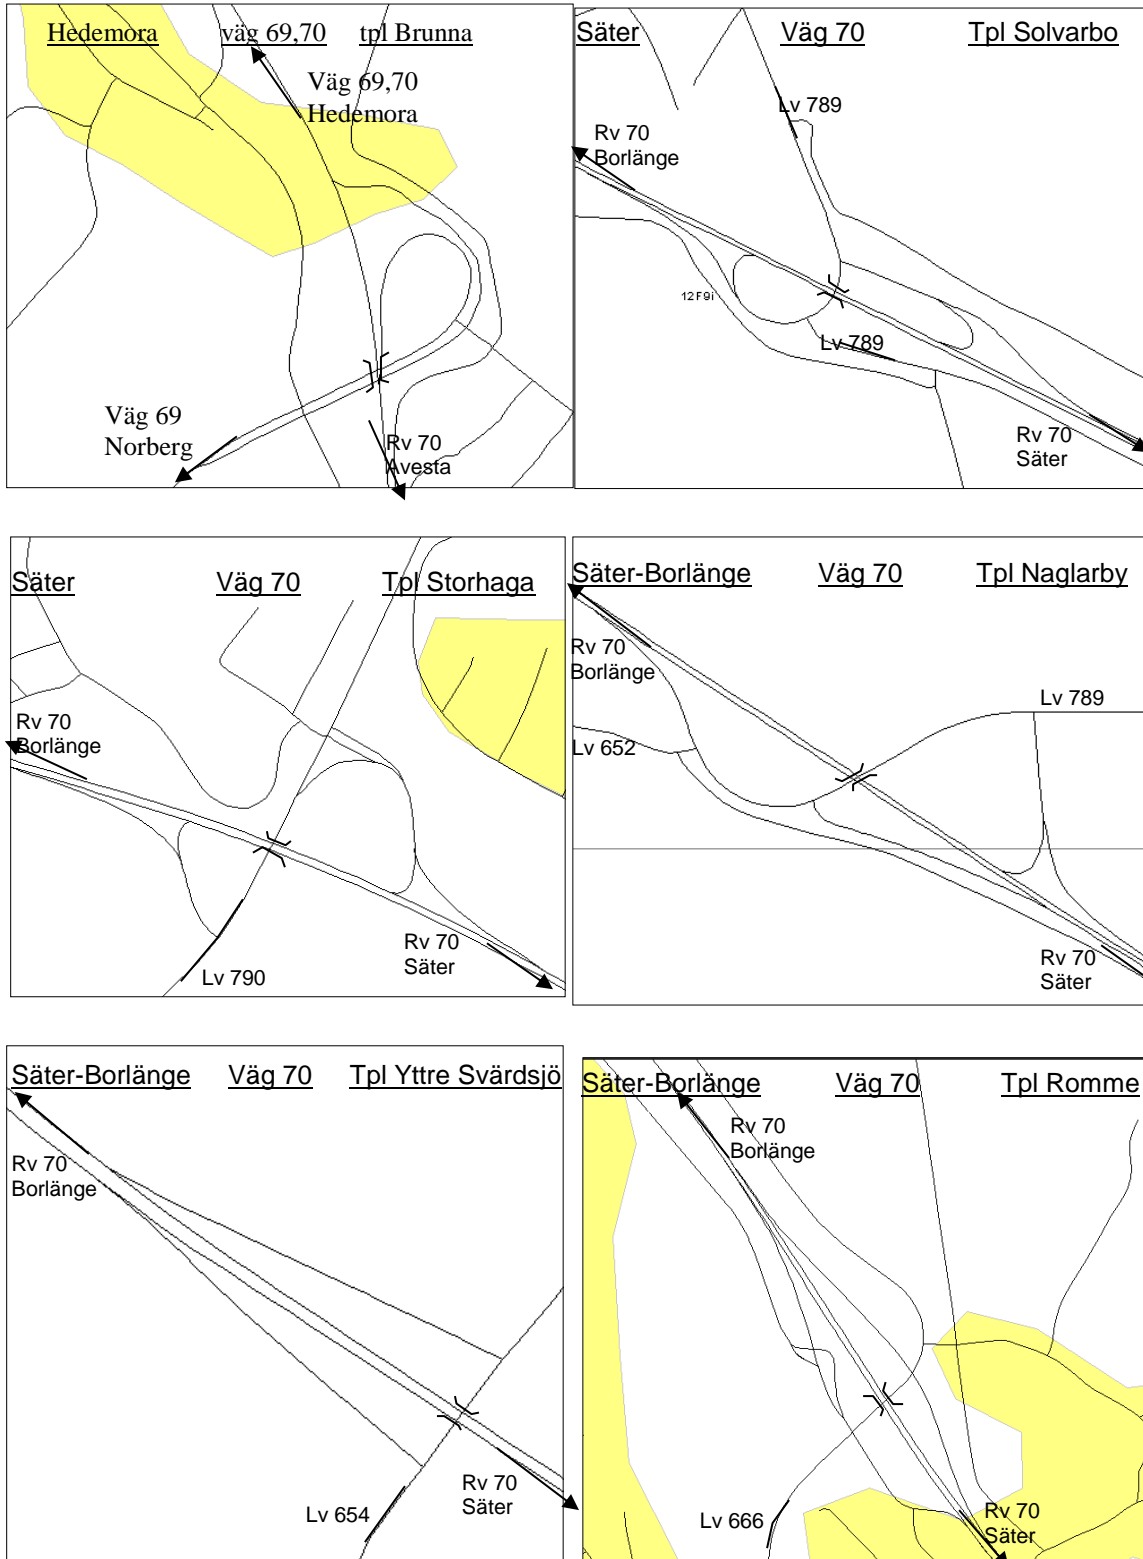 Hedemora väg 69,70 tpl Brunna
Väg 69,70
Hedemora
Väg 69
Norberg
Rv 70
Avesta
Säter Väg 70 Tpl Solvarbo
Lv 789
Rv 70
Borlänge
12F9i
Lv 789
Rv 70
Säter
Säter Väg 70 Tpl Storhaga
Rv 70
Borlänge
Rv 70
Säter
Lv 790
Säter-Borlänge Väg 70 Tpl Naglarby
Rv 70
Borlänge
Lv 789
Lv 652
Rv 70
Säter
Säter-Borlänge Väg 70 Tpl Yttre Svärdsjö
Rv 70
Borlänge
Rv 70
Säter
Lv 654
Säter-Borlänge Väg 70 Tpl Romme
Rv 70
Borlänge
Lv 666
Rv 70
Säter